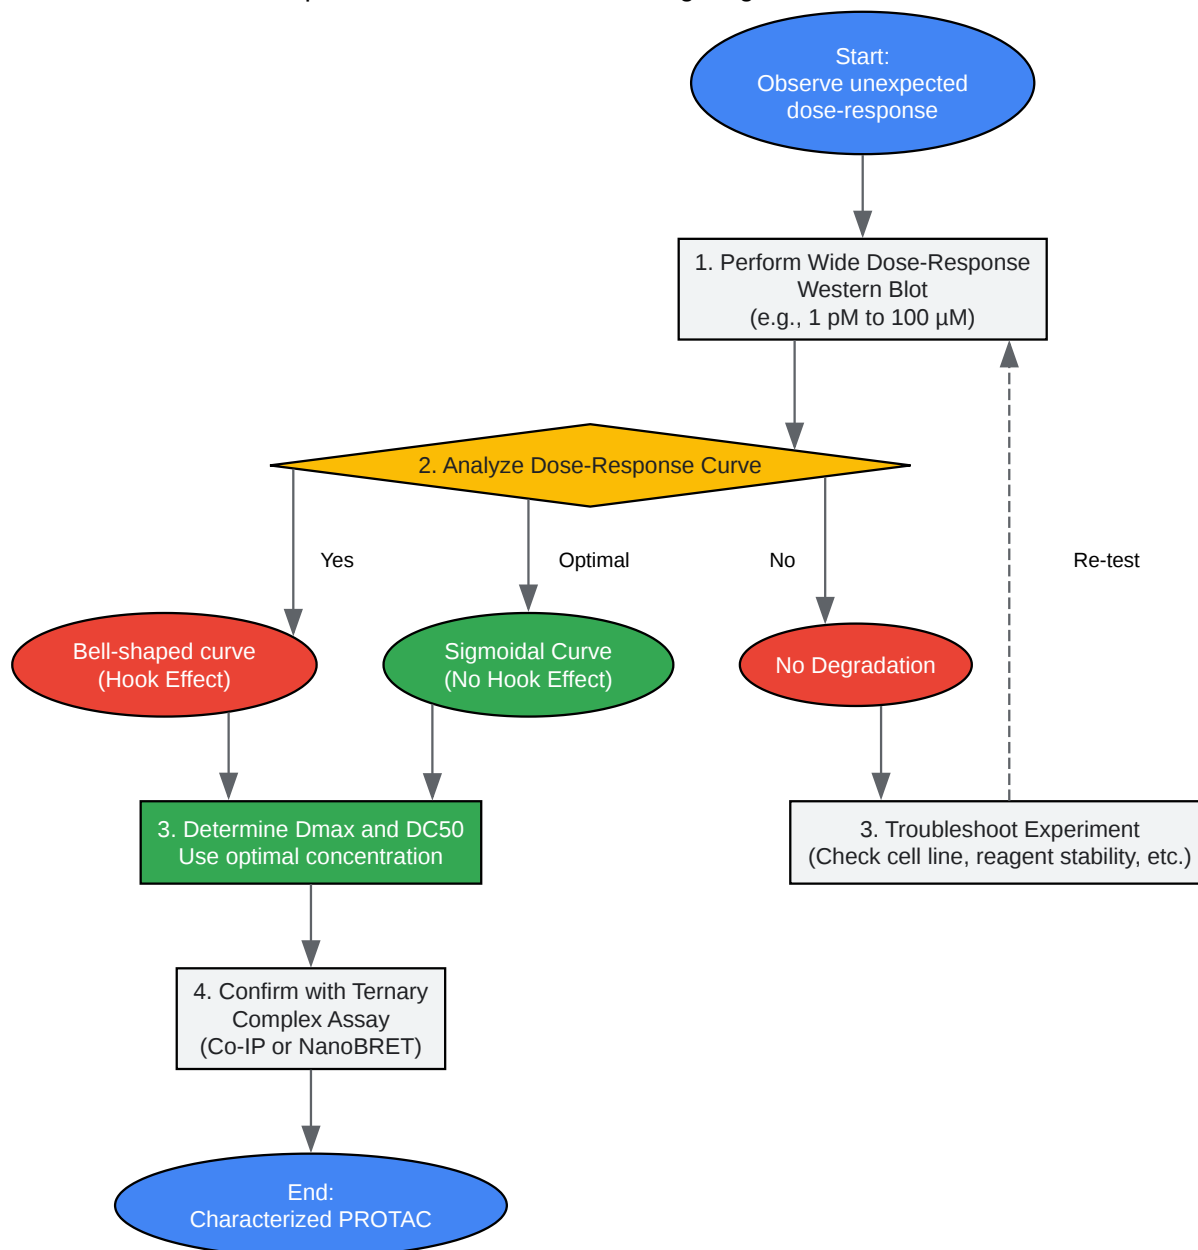 Start:
Observe unexpected
dose-response
1. Perform Wide Dose-Response
Western Blot
(e.g., 1 pM to 100 µM)
2. Analyze Dose-Response Curve
Yes
Optimal
No
Re-test
Bell-shaped curve
(Hook Effect)
Sigmoidal Curve
(No Hook Effect)
No Degradation
3. Determine Dmax and DC50
Use optimal concentration
3. Troubleshoot Experiment
(Check cell line, reagent stability, etc.)
4. Confirm with Ternary
Complex Assay
(Co-IP or NanoBRET)
End:
Characterized PROTAC